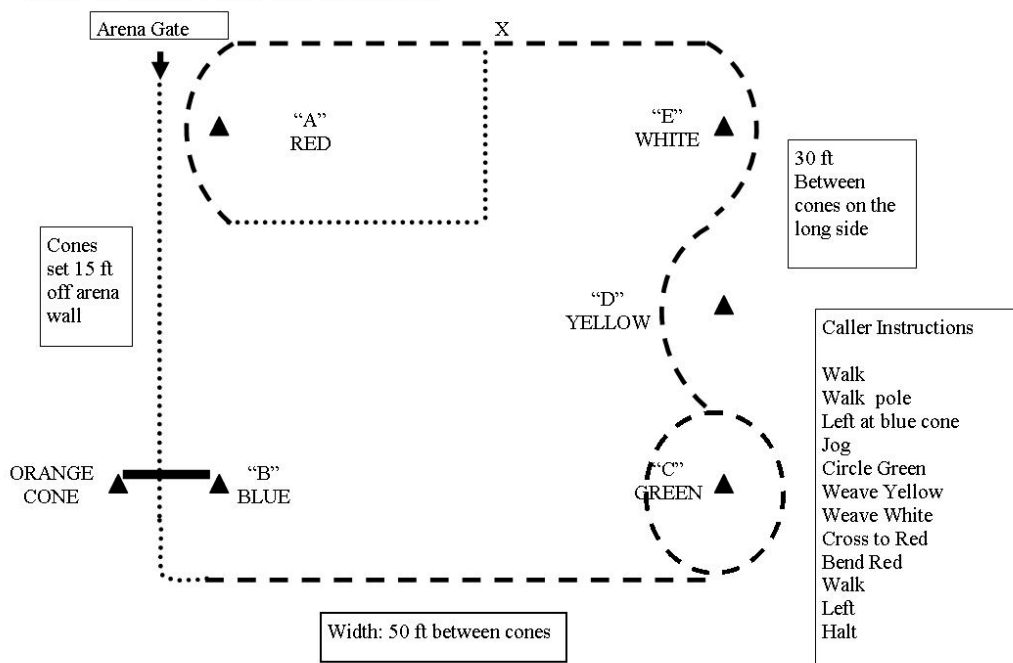 Arena Gate
X
“A”
RED
“E”
WHITE
30 ft
Between
cones on the
long side
Cones
set 15 ft
off arena
wall
“D”
YELLOW
ORANGE
CONE
“B”
BLUE
“C”
GREEN
Width: 50 ft between cones
Caller Instructions
Walk
Walk pole
Left at blue cone
Jog
Circle Green
Weave Yellow
Weave White
Cross to Red
Bend Red
Walk
Left
Halt